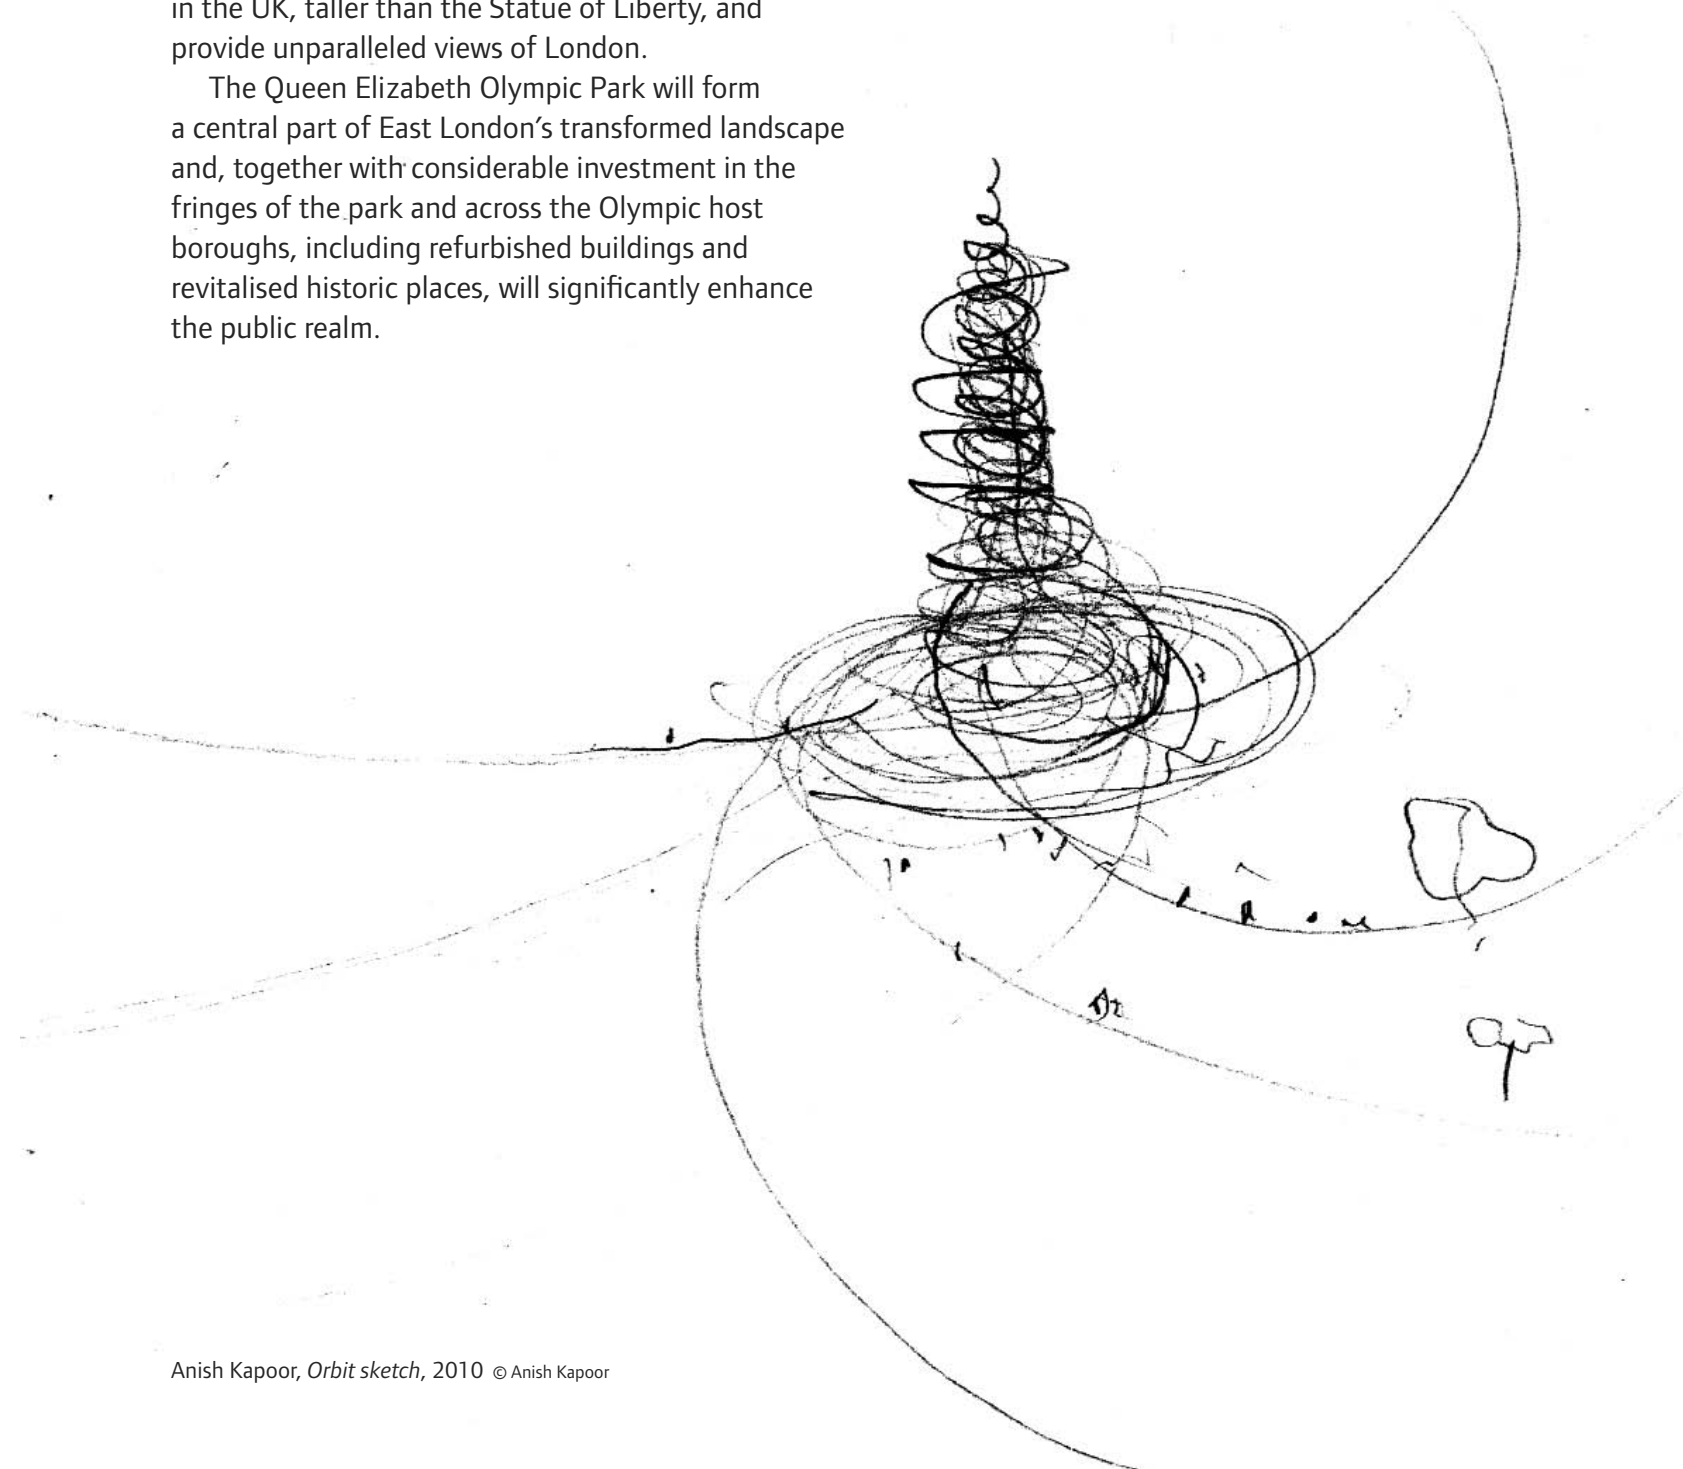 in the UK, taller than the Statue of Liberty, and
provide unparalleled views of London.
The Queen Elizabeth Olympic Park will form
a central part of East London’s transformed landscape
and, together with considerable investment in the
fringes of the park and across the Olympic host
boroughs, including refurbished buildings and
revitalised historic places, will significantly enhance
the public realm.
Anish Kapoor, Orbit sketch, 2010 © Anish Kapoor